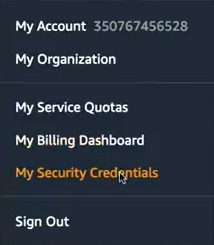 My Account 350767456528
My Organization
My Service Quotas
My Billing Dashboard
My Security Credentials
Sign Out